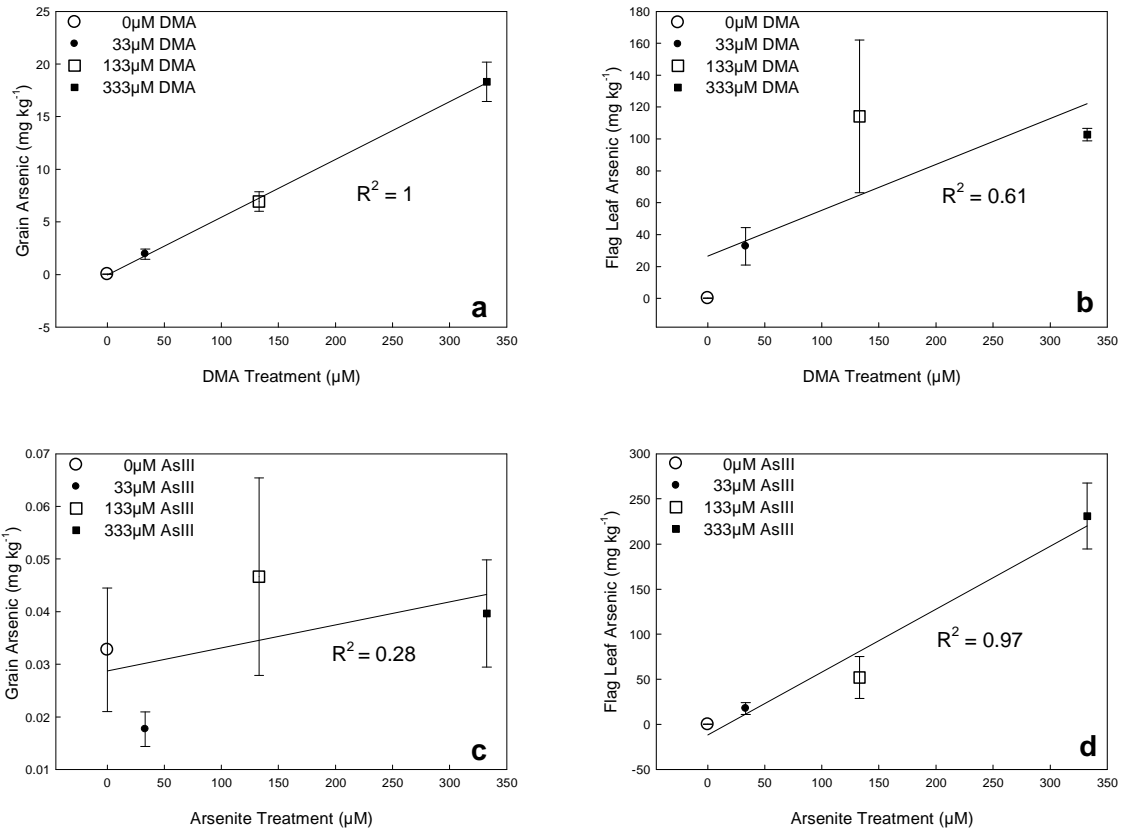 0µM DMA
33µM DMA
133µM DMA
333µM DMA
Grain Arsenic (mg kg-1)
25
20
15
10
5
0
-5
R2 = 1
a
0 50 100 150 200 250 300 350
DMA Treatment (µM)
0µM DMA
33µM DMA
133µM DMA
333µM DMA
Flag Leaf Arsenic (mg kg-1)
180
160
140
120
100
80
60
40
20
0
R2 = 0.61
b
0 50 100 150 200 250 300 350
DMA Treatment (µM)
0µM AsIII
33µM AsIII
133µM AsIII
333µM AsIII
Grain Arsenic (mg kg-1)
0.07
0.06
0.05
0.04
0.03
0.02
0.01
R2 = 0.28
c
0 50 100 150 200 250 300 350
Arsenite Treatment (µM)
0µM AsIII
33µM AsIII
133µM AsIII
333µM AsIII
Flag Leaf Arsenic (mg kg-1)
300
250
200
150
100
50
0
-50
R2 = 0.97
d
0 50 100 150 200 250 300 350
Arsenite Treatment (µM)